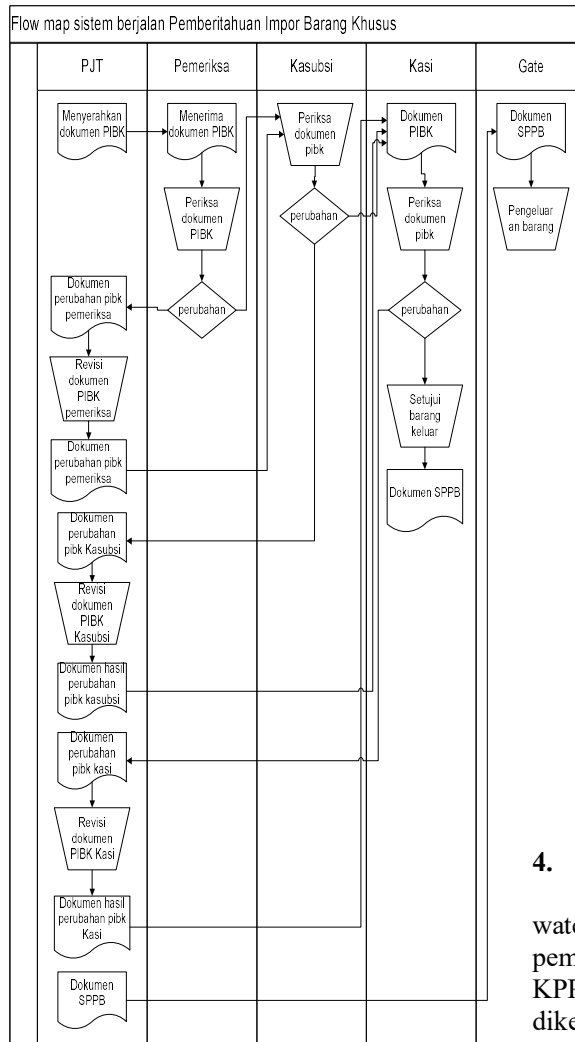 Flow map sistem berjalan Pemberitahuan Impor Barang Khusus
PJT
Pemeriksa
Kasubsi
Kasi
Gate
Menyerahkan
dokumen PIBK
Menerima
dokumen PIBK
Periksa
dokumen
pibk
Dokumen
PIBK
Dokumen
SPPB
Periksa
dokumen
PIBK
perubahan
Periksa
dokumen
pibk
Pengeluar
an barang
Dokumen
perubahan pibk
pemeriksa
perubahan
perubahan
Revisi
dokumen
PIBK
pemeriksa
Setujui
barang
keluar
Dokumen
perubahan pibk
pemeriksa
Dokumen SPPB
Dokumen
perubahan
pibk Kasubsi
Revisi
dokumen
PIBK
Kasubsi
Dokumen hasil
perubahan
pibk kasubsi
Dokumen
perubahan
pibk kasi
Revisi
dokumen
PIBK Kasi
Dokumen hasil
perubahan pibk
Kasi
Dokumen
SPPB
4.